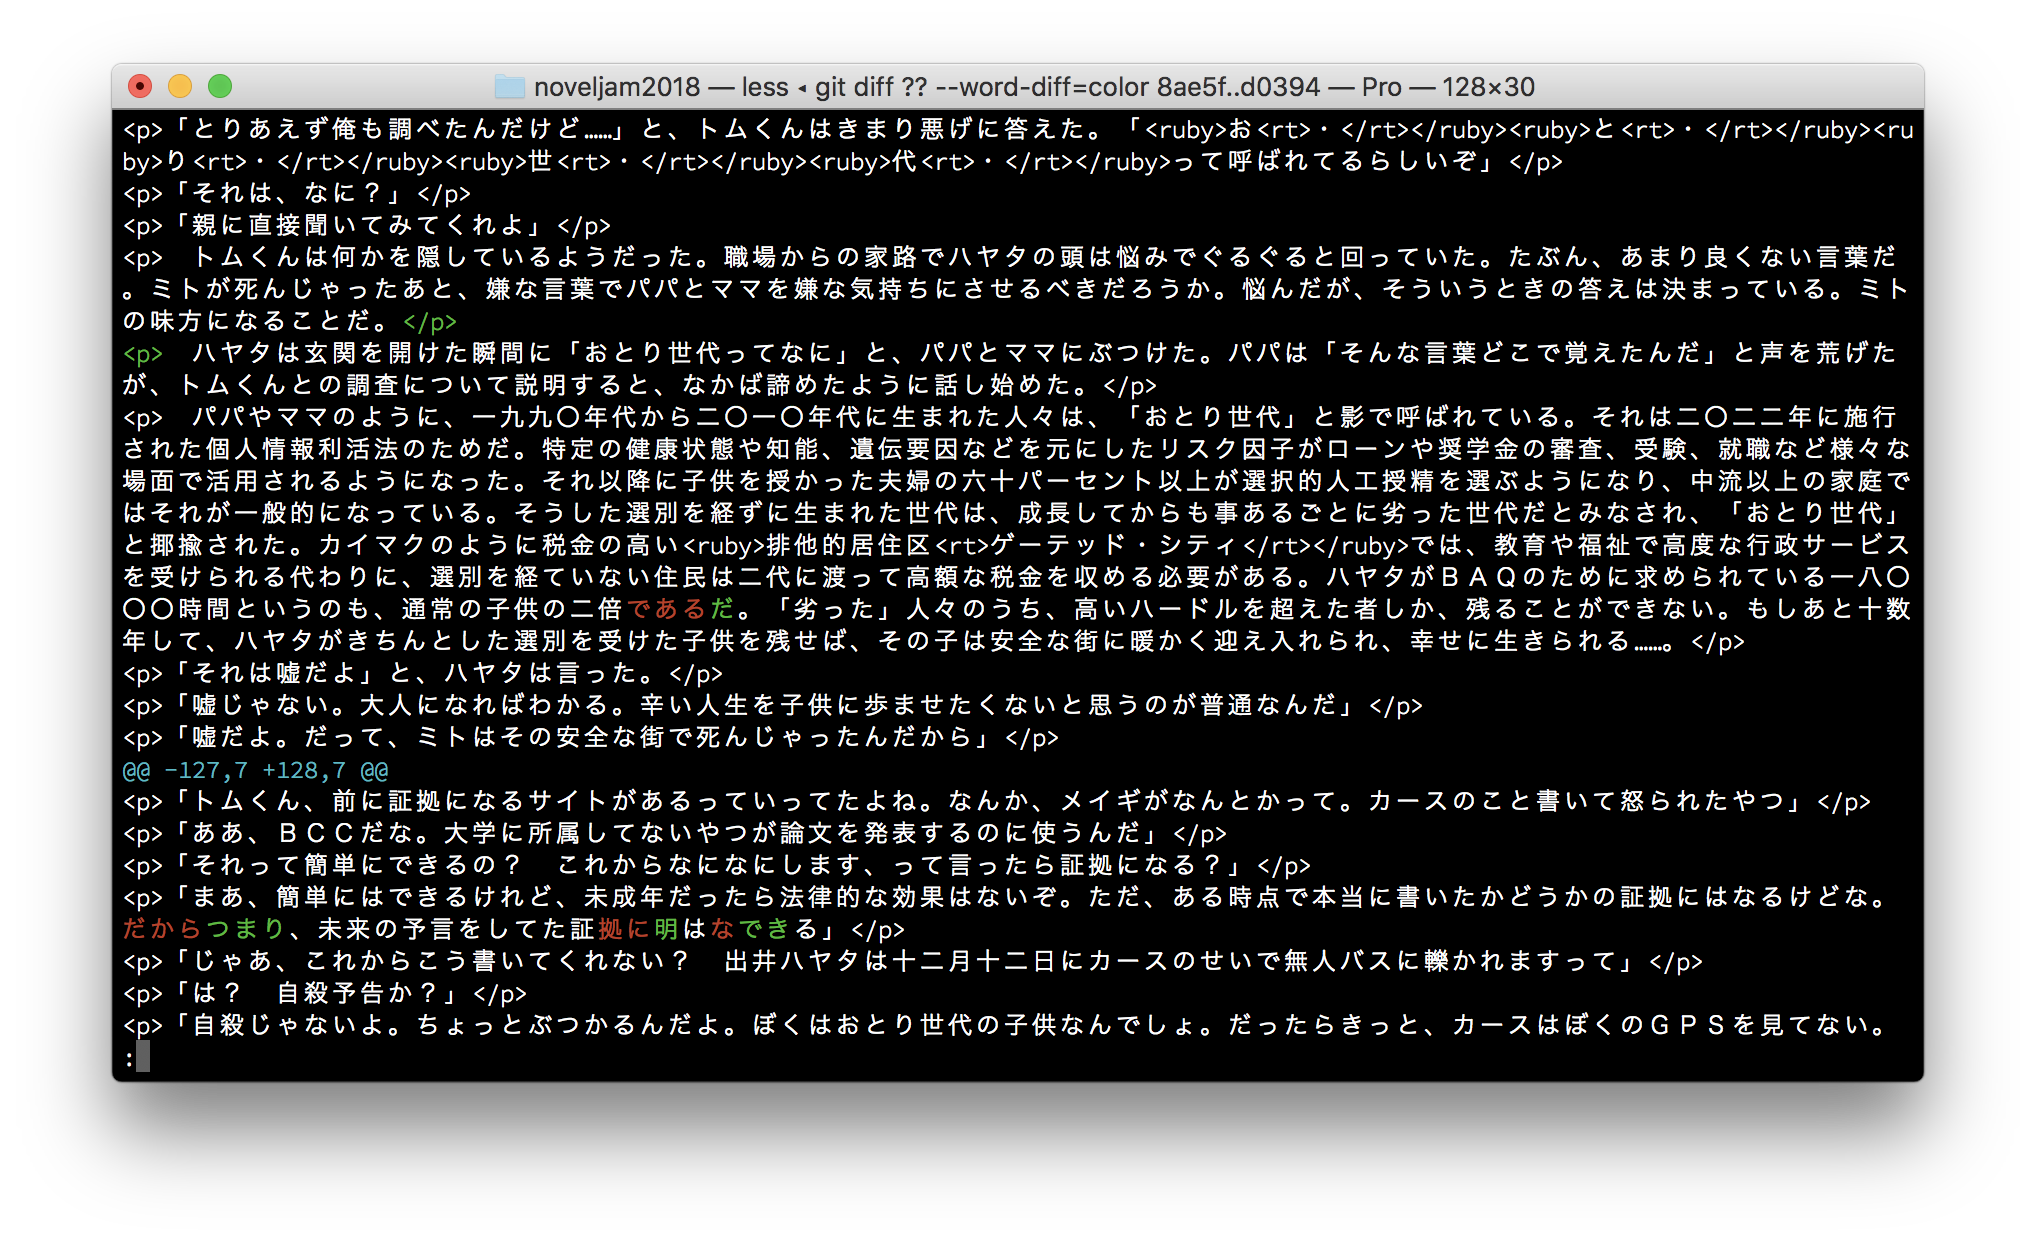 noveljam2018 — less ◂ git diff ?? --word-diff=color 8ae5f..d0394 — Pro — 128×30
<p>「とりあえず俺も調べたんだけど……」と、トムくんはきまり悪げに答えた。「<ruby>お<rt>・</rt></ruby><ruby>と<rt>・</rt></ruby><ru
by>り<rt>・</rt></ruby><ruby>世<rt>・</rt></ruby><ruby>代<rt>・</rt></ruby>って呼ばれてるらしいぞ」</p>
<p>「それは、なに？」</p>
<p>「親に直接聞いてみてくれよ」</p>
<p>　トムくんは何かを隠しているようだった。職場からの家路でハヤタの頭は悩みでぐるぐると回っていた。たぶん、あまり良くない言葉だ
。ミトが死んじゃったあと、嫌な言葉でパパとママを嫌な気持ちにさせるべきだろうか。悩んだが、そういうときの答えは決まっている。ミト
の味方になることだ。</p>
<p>　ハヤタは玄関を開けた瞬間に「おとり世代ってなに」と、パパとママにぶつけた。パパは「そんな言葉どこで覚えたんだ」と声を荒げた
が、トムくんとの調査について説明すると、なかば諦めたように話し始めた。</p>
<p>　パパやママのように、一九九〇年代から二〇一〇年代に生まれた人々は、「おとり世代」と影で呼ばれている。それは二〇二二年に施行
された個人情報利活法のためだ。特定の健康状態や知能、遺伝要因などを元にしたリスク因子がローンや奨学金の審査、受験、就職など様々な
場面で活用されるようになった。それ以降に子供を授かった夫婦の六十パーセント以上が選択的人工授精を選ぶようになり、中流以上の家庭で
はそれが一般的になっている。そうした選別を経ずに生まれた世代は、成長してからも事あるごとに劣った世代だとみなされ、「おとり世代」
と揶揄された。カイマクのように税金の高い<ruby>排他的居住区<rt>ゲーテッド・シティ</rt></ruby>では、教育や福祉で高度な行政サービス
を受けられる代わりに、選別を経ていない住民は二代に渡って高額な税金を収める必要がある。ハヤタがＢＡＱのために求められている一八〇
〇〇時間というのも、通常の子供の二倍であるだ。「劣った」人々のうち、高いハードルを超えた者しか、残ることができない。もしあと十数
年して、ハヤタがきちんとした選別を受けた子供を残せば、その子は安全な街に暖かく迎え入れられ、幸せに生きられる……。</p>
<p>「それは嘘だよ」と、ハヤタは言った。</p>
<p>「嘘じゃない。大人になればわかる。辛い人生を子供に歩ませたくないと思うのが普通なんだ」</p>
<p>「嘘だよ。だって、ミトはその安全な街で死んじゃったんだから」</p>
@@ -127,7 +128,7 @@
<p>「トムくん、前に証拠になるサイトがあるっていってたよね。なんか、メイギがなんとかって。カースのこと書いて怒られたやつ」</p>
<p>「ああ、ＢＣＣだな。大学に所属してないやつが論文を発表するのに使うんだ」</p>
<p>「それって簡単にできるの？　これからなになにします、って言ったら証拠になる？」</p>
<p>「まあ、簡単にはできるけれど、未成年だったら法律的な効果はないぞ。ただ、ある時点で本当に書いたかどうかの証拠にはなるけどな。
だからつまり、未来の予言をしてた証拠に明はなできる」</p>
<p>「じゃあ、これからこう書いてくれない？　出井ハヤタは十二月十二日にカースのせいで無人バスに轢かれますって」</p>
<p>「は？　自殺予告か？」</p>
<p>「自殺じゃないよ。ちょっとぶつかるんだよ。ぼくはおとり世代の子供なんでしょ。だったらきっと、カースはぼくのＧＰＳを見てない。
: